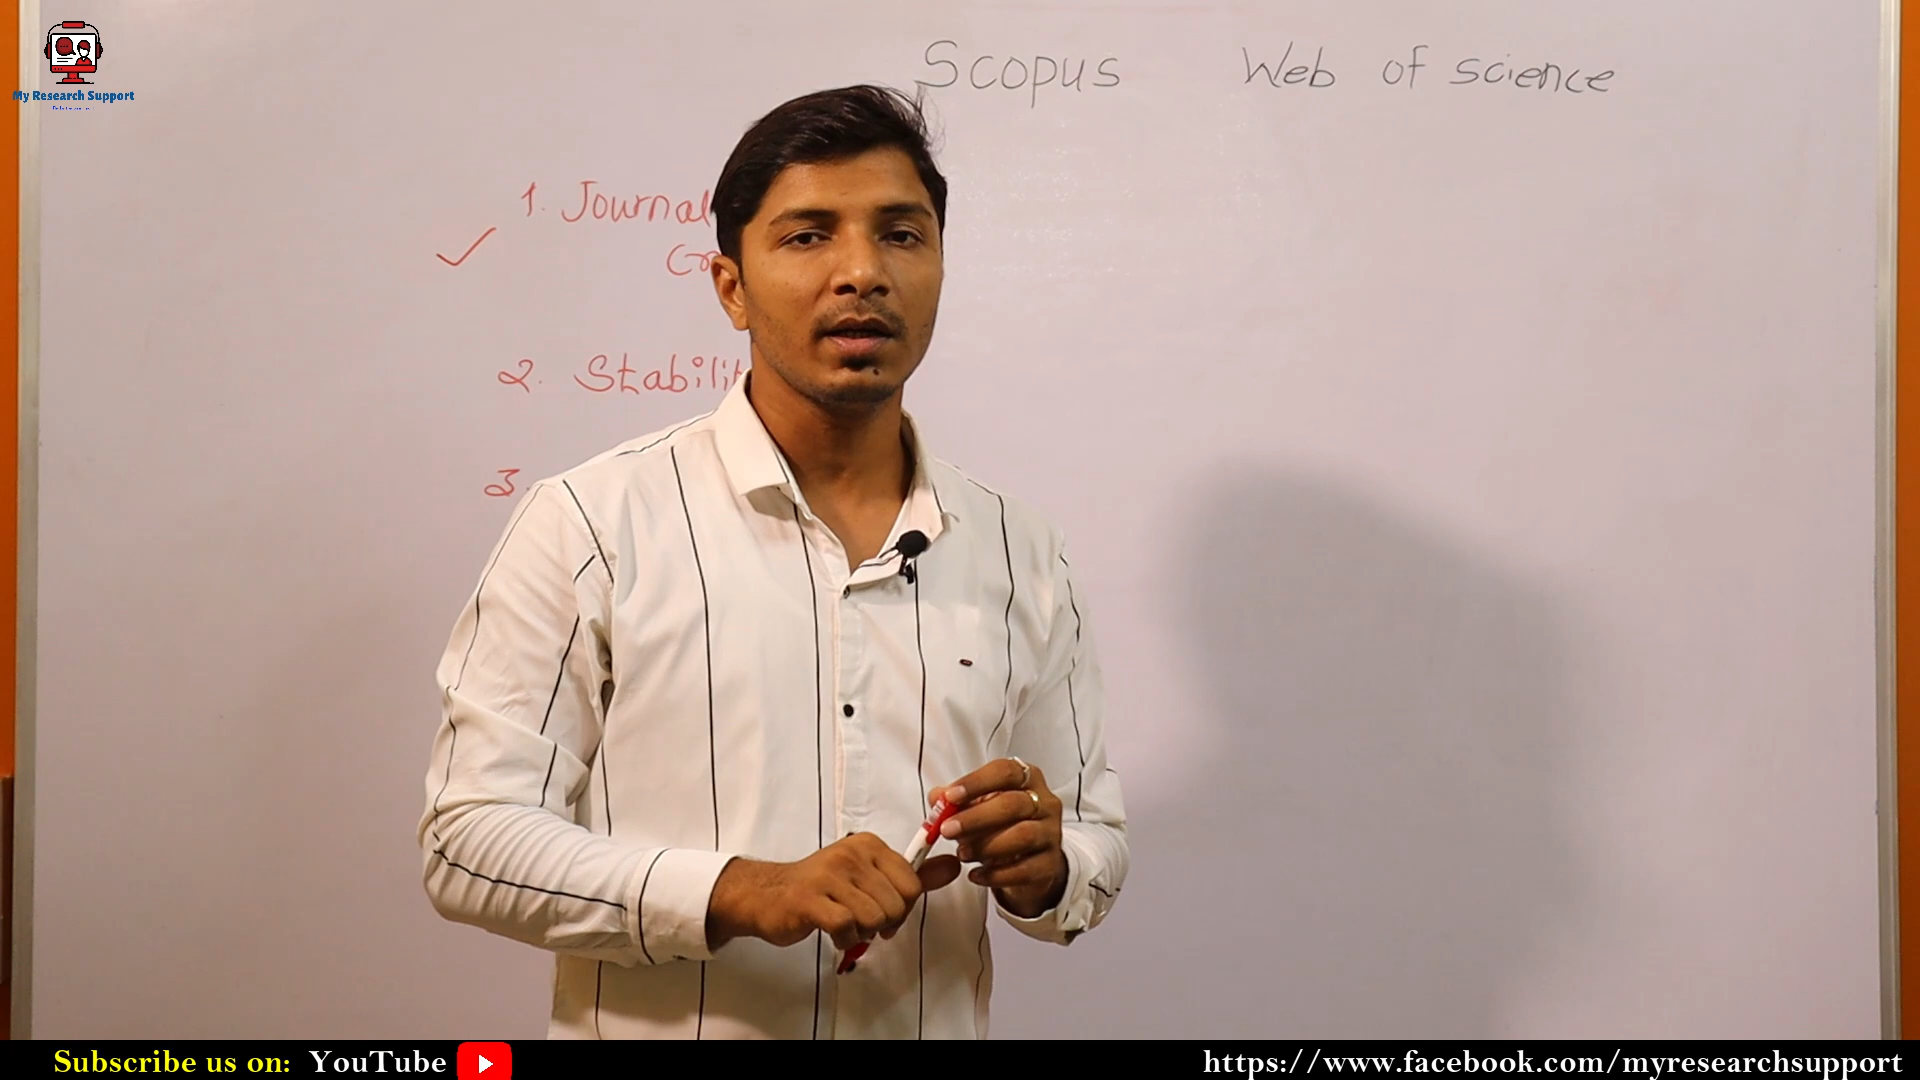 My Research Support
Scopus Web of science
1. Journal
2. Stabilit
3.
Subscribe us on: YouTube
https://www.facebook.com/myresearchsupport